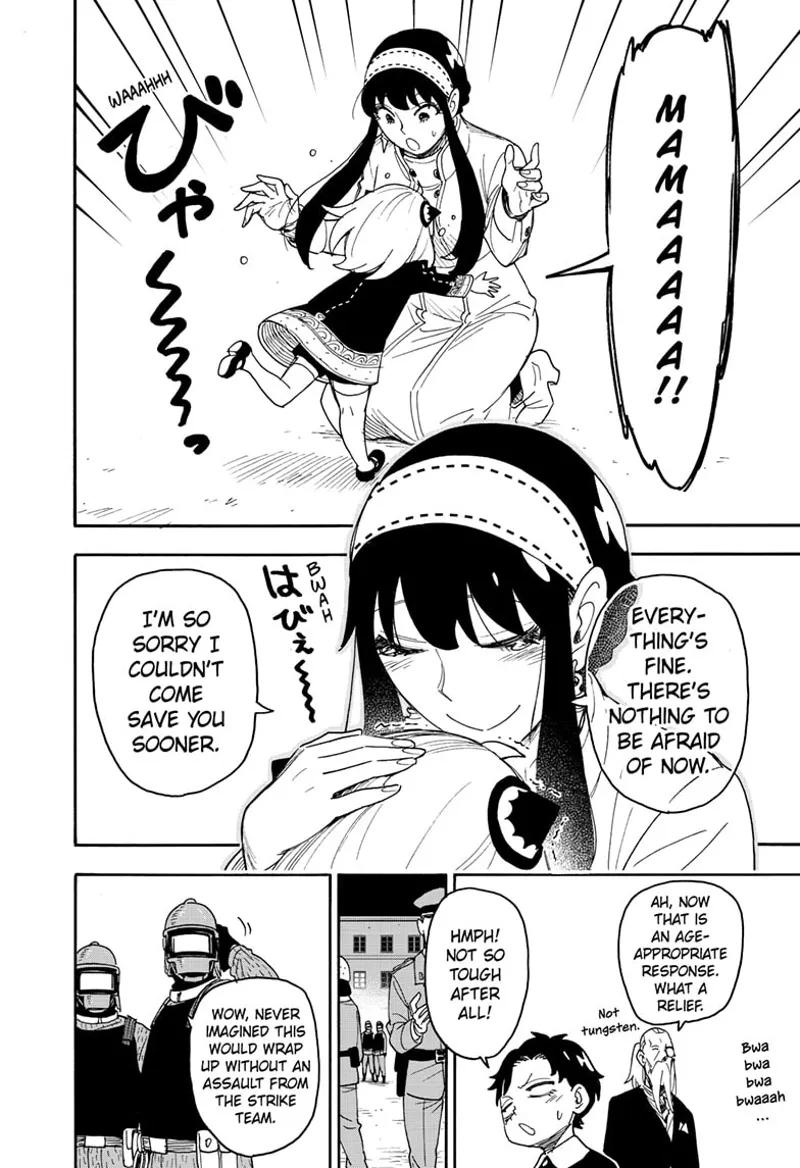 MAMAAAAAA!!
WAAAHHH
びゃ〜〜〜〜っ
EVERY-
THING'S
FINE.
THERE'S
NOTHING TO
BE AFRAID
OF NOW.
BWAH
はびぇ〜〜
I'M SO
SORRY I
COULDN'T
COME
SAVE YOU
SOONER.
AH, NOW
THAT IS
AN AGE-
APPROPRIATE
RESPONSE.
WHAT A
RELIEF.
Not
tungsten.
Bwa
bwa
bwa
bwaaah
...
HMPH!
NOT SO
TOUGH
AFTER
ALL!
WOW, NEVER
IMAGINED THIS
WOULD WRAP
UP WITHOUT AN
ASSAULT FROM
THE STRIKE
TEAM.